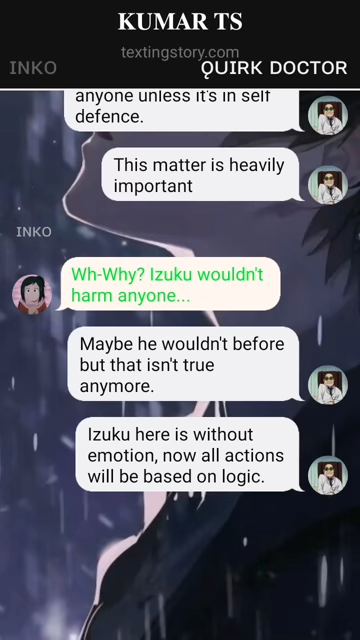 KUMAR TS
textingstory.com
INKO
QUIRK DOCTOR
anyone unless it's in self
defence.
This matter is heavily
important
INKO
Wh-Why? Izuku wouldn't
harm anyone...
Maybe he wouldn't before
but that isn't true
anymore.
Izuku here is without
emotion, now all actions
will be based on logic.